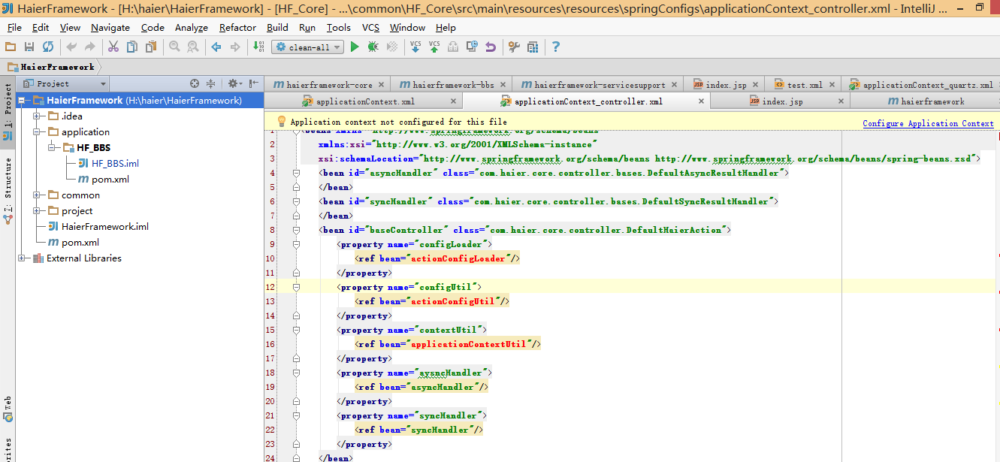 HaierFramework - [H:\haier\HaierFramework] - [HF_Core] - ...\common\HF_Core\src\main\resources\resources\springConfigs\applicationContext_controller.xml - IntelliJ ...
File Edit View Navigate Code Analyze Refactor Build Run Tools VCS Window Help
clean-all
VCS VCS
HaierFramework
Project
haierframework-core haierframework-bbs haierframework-servicesupport index.jsp test.xml applicationContext_quartz.xml
applicationContext.xml applicationContext_controller.xml index.jsp haierframework
1: Project
7: Structure
Web
orites
HaierFramework (H:\haier\HaierFramework)
.idea
application
HF_BBS
HF_BBS.iml
pom.xml
common
project
HaierFramework.iml
pom.xml
External Libraries
Application context not configured for this file
Configure Application Context
1 <beans xmlns="http://www.springframework.org/schema/beans"
2 xmlns:xsi="http://www.w3.org/2001/XMLSchema-instance"
3 xsi:schemaLocation="http://www.springframework.org/schema/beans http://www.springframework.org/schema/beans/spring-beans.xsd">
4 <bean id="asyncHandler" class="com.haier.core.controller.bases.DefaultAsyncResultHandler">
5 </bean>
6 <bean id="syncHandler" class="com.haier.core.controller.bases.DefaultSyncResultHandler">
7 </bean>
8 <bean id="baseController" class="com.haier.core.controller.DefaultHaierAction">
9 <property name="configLoader">
10 <ref bean="actionConfigLoader"/>
11 </property>
12 <property name="configUtil">
13 <ref bean="actionConfigUtil"/>
14 </property>
15 <property name="contextUtil">
16 <ref bean="applicationContextUtil"/>
17 </property>
18 <property name="aysncHandler">
19 <ref bean="asyncHandler"/>
20 </property>
21 <property name="syncHandler">
22 <ref bean="syncHandler"/>
23 </property>
24 </bean>